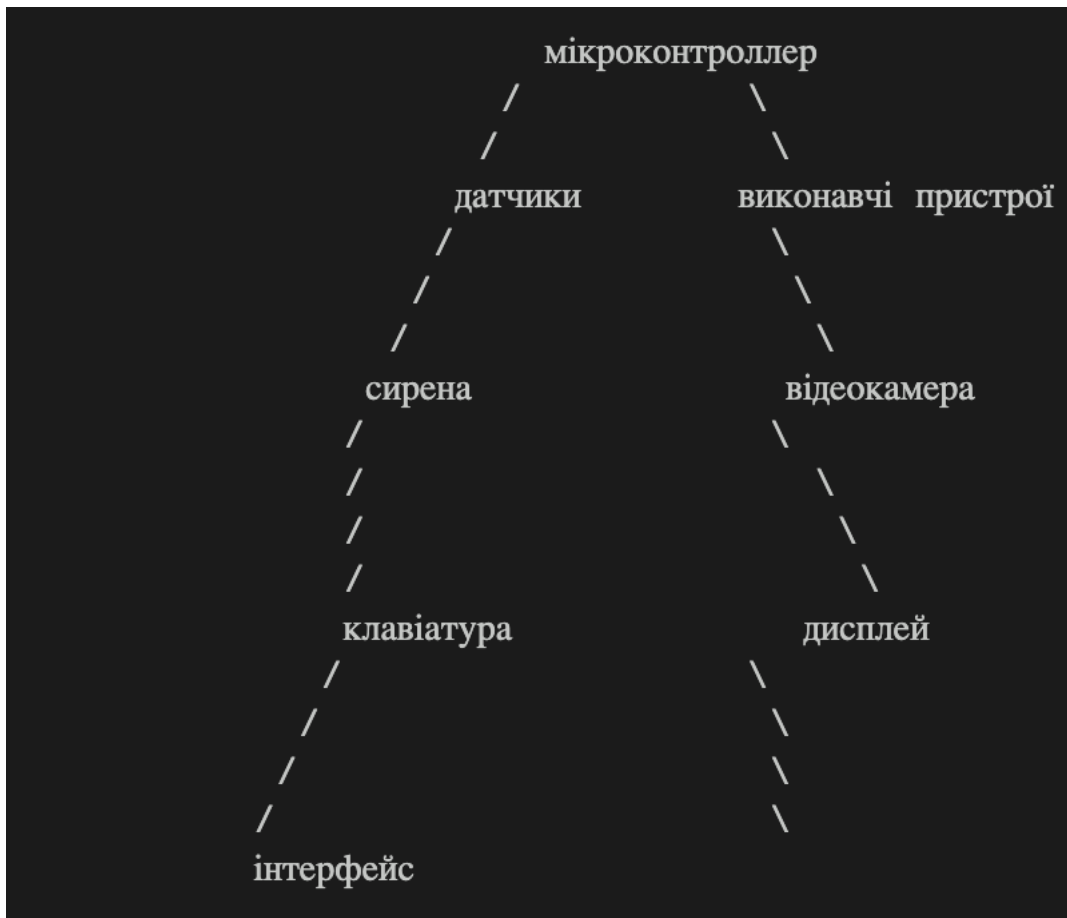 мікроконтроллер
/ \
/ \
датчики виконавчі пристрої
/ \
/ \
/ \
сирена відеокамера
/ \
/ \
/ \
/ \
клавіатура дисплей
/ \
/ \
/ \
/ \
інтерфейс